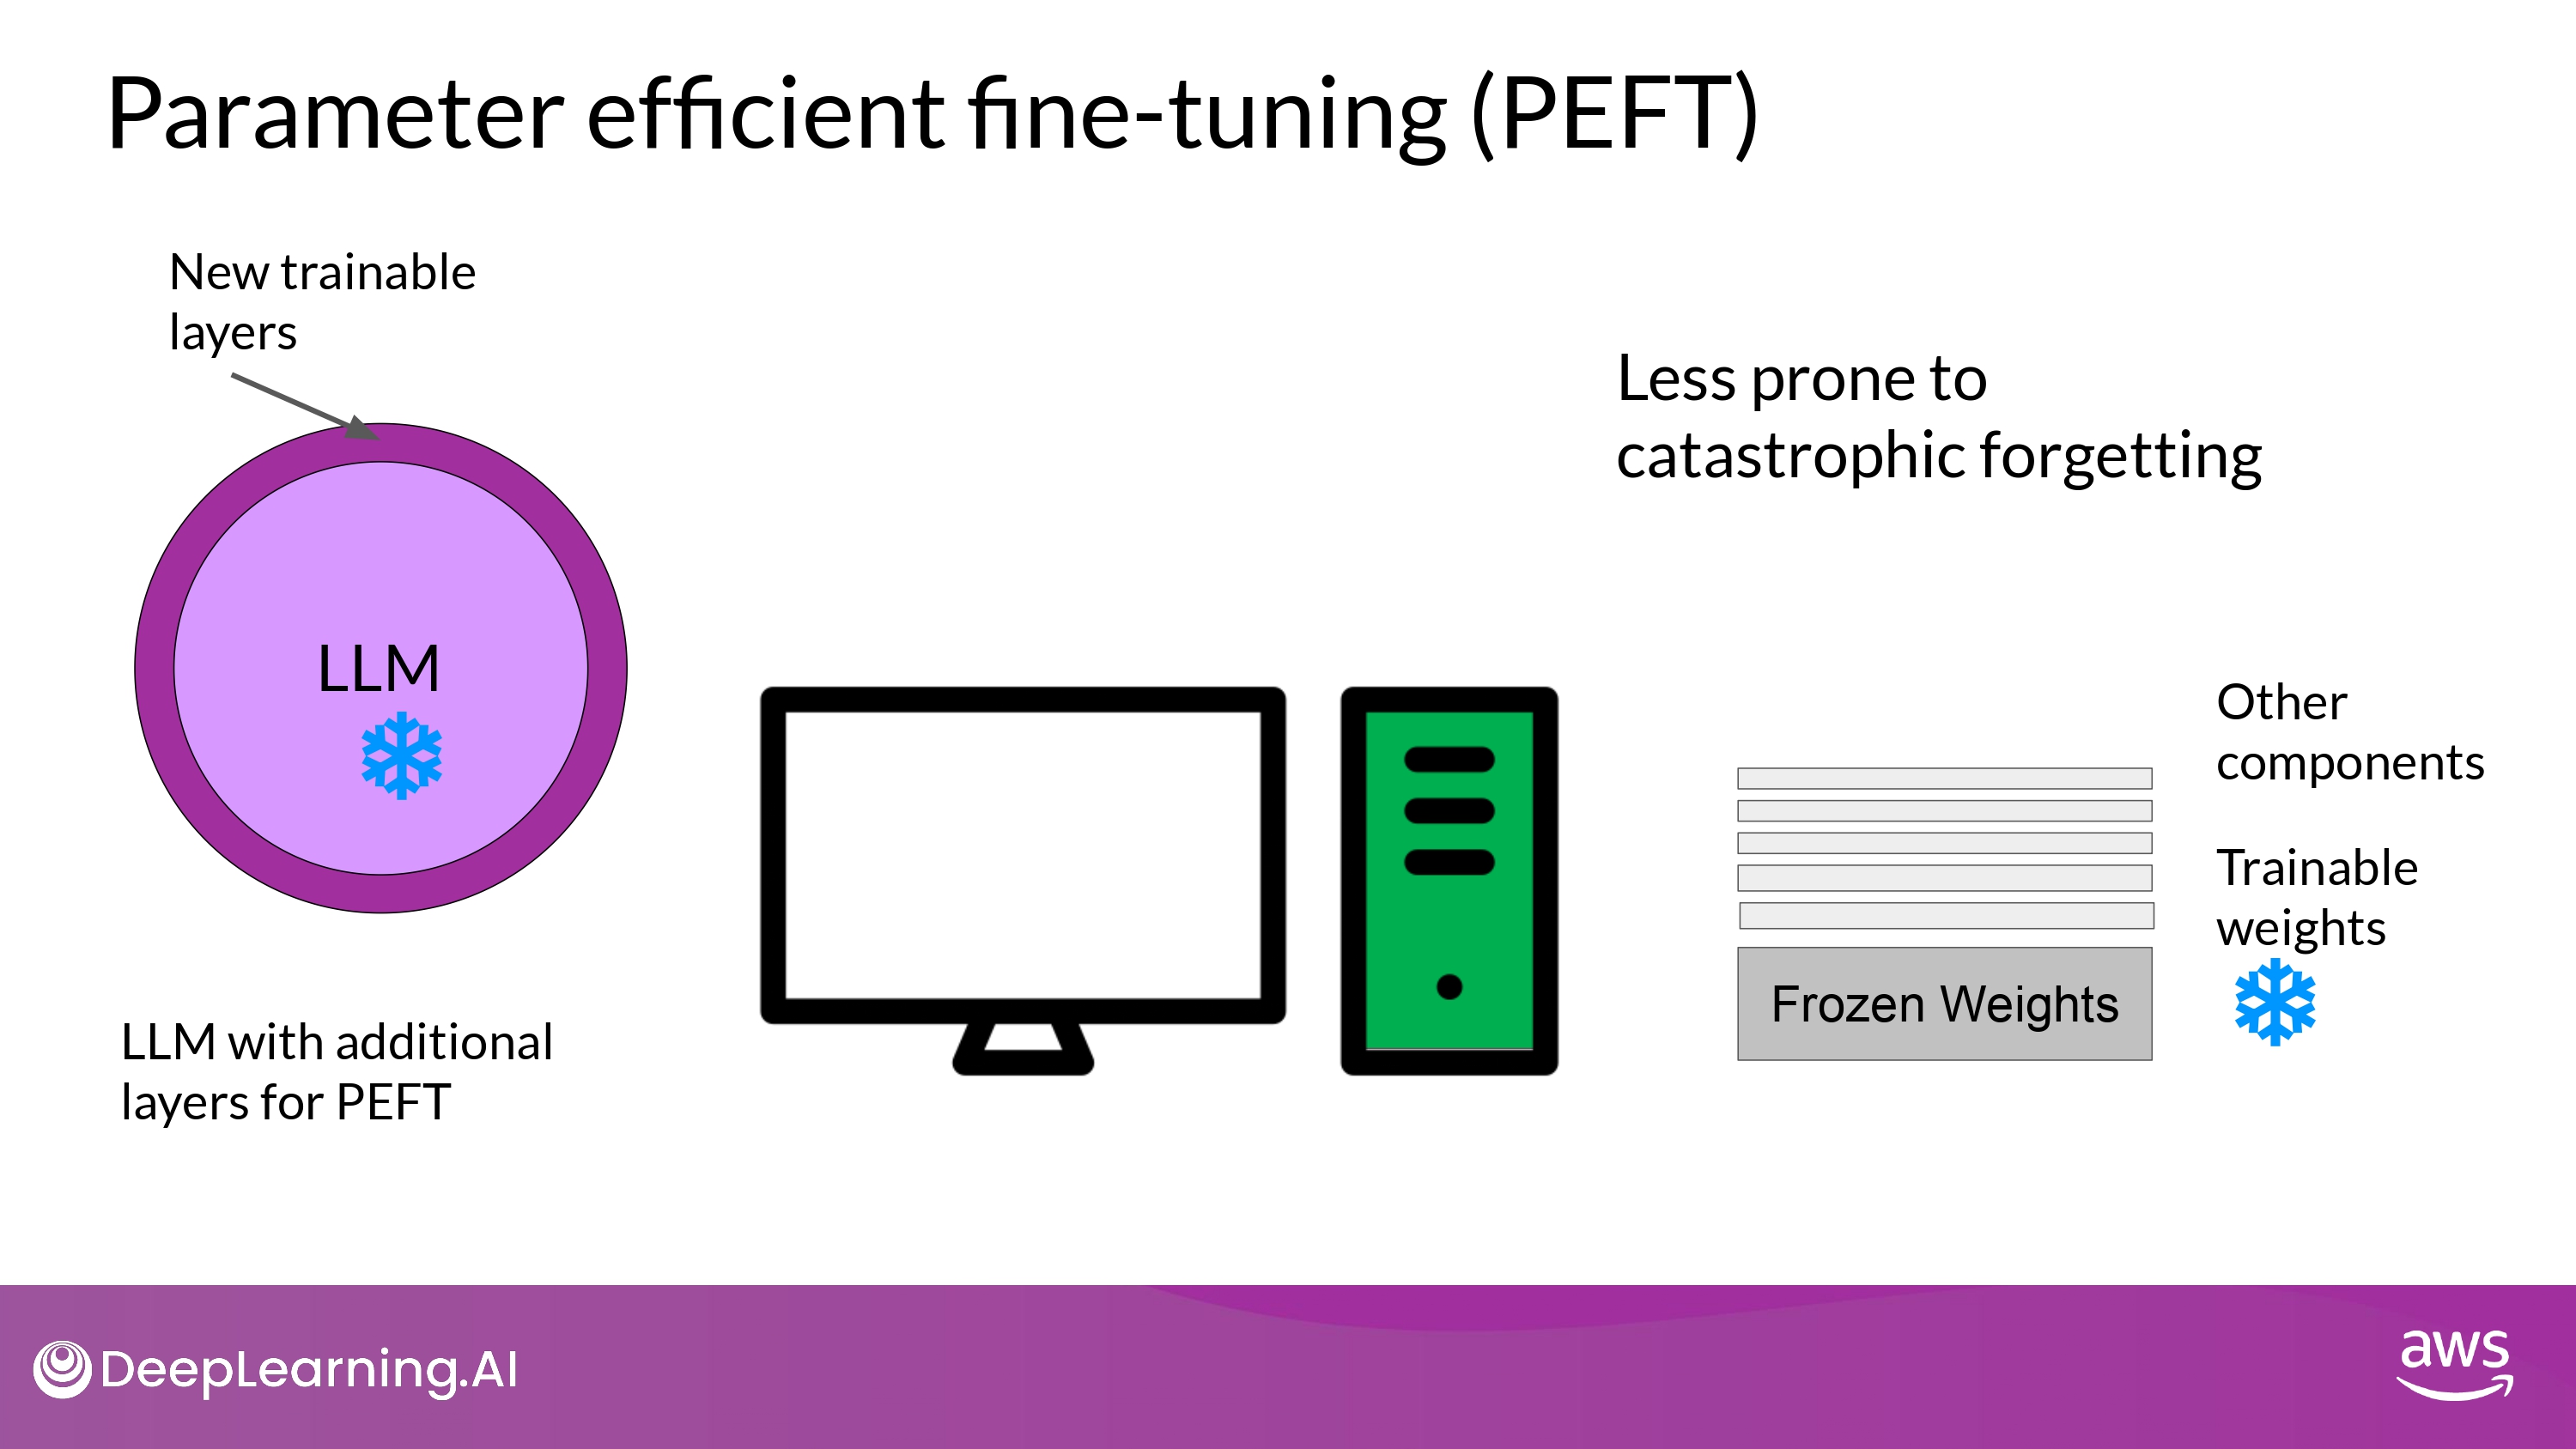 Parameter efficient fine-tuning (PEFT)
New trainable
layers
LLM
LLM with additional
layers for PEFT
Less prone to
catastrophic forgetting
Other
components
Trainable
weights
Frozen Weights
DeepLearning.AI
aws